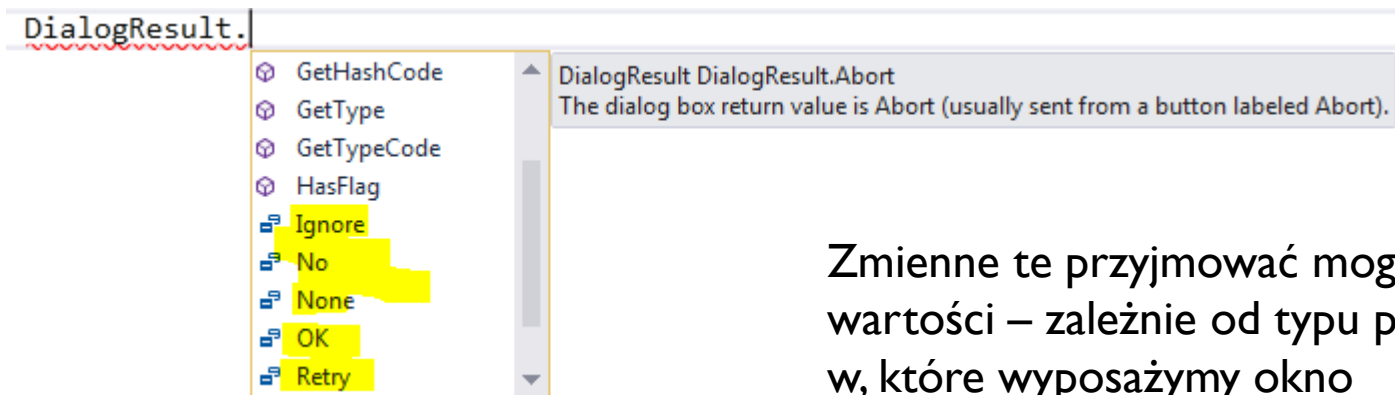 DialogResult.
GetHashCode
GetType
GetTypeCode
HasFlag
Ignore
No
None
OK
Retry
DialogResult DialogResult.Abort
The dialog box return value is Abort (usually sent from a button labeled Abort).
Zmienne te przyjmować mog
wartości – zależnie od typu p
w, które wyposażymy okno